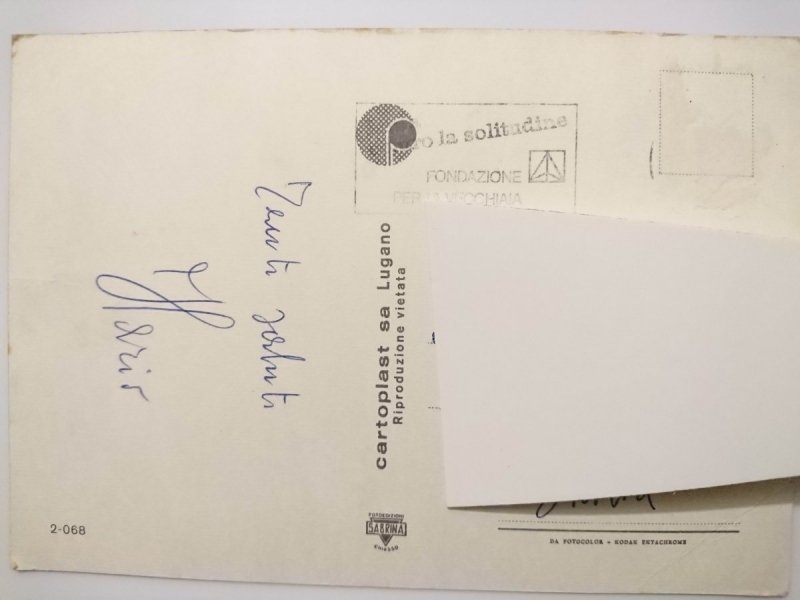 ro la solitudine
FONDAZIONE
PER LA VECCHIAIA
Tanti saluti
cartoplast sa Lugano
Riproduzione vietata
2-068
FOTOEDIZIONI
SABRINA
CHIASSO
DA FOTOCOLOR - KODAK EKTACHROME